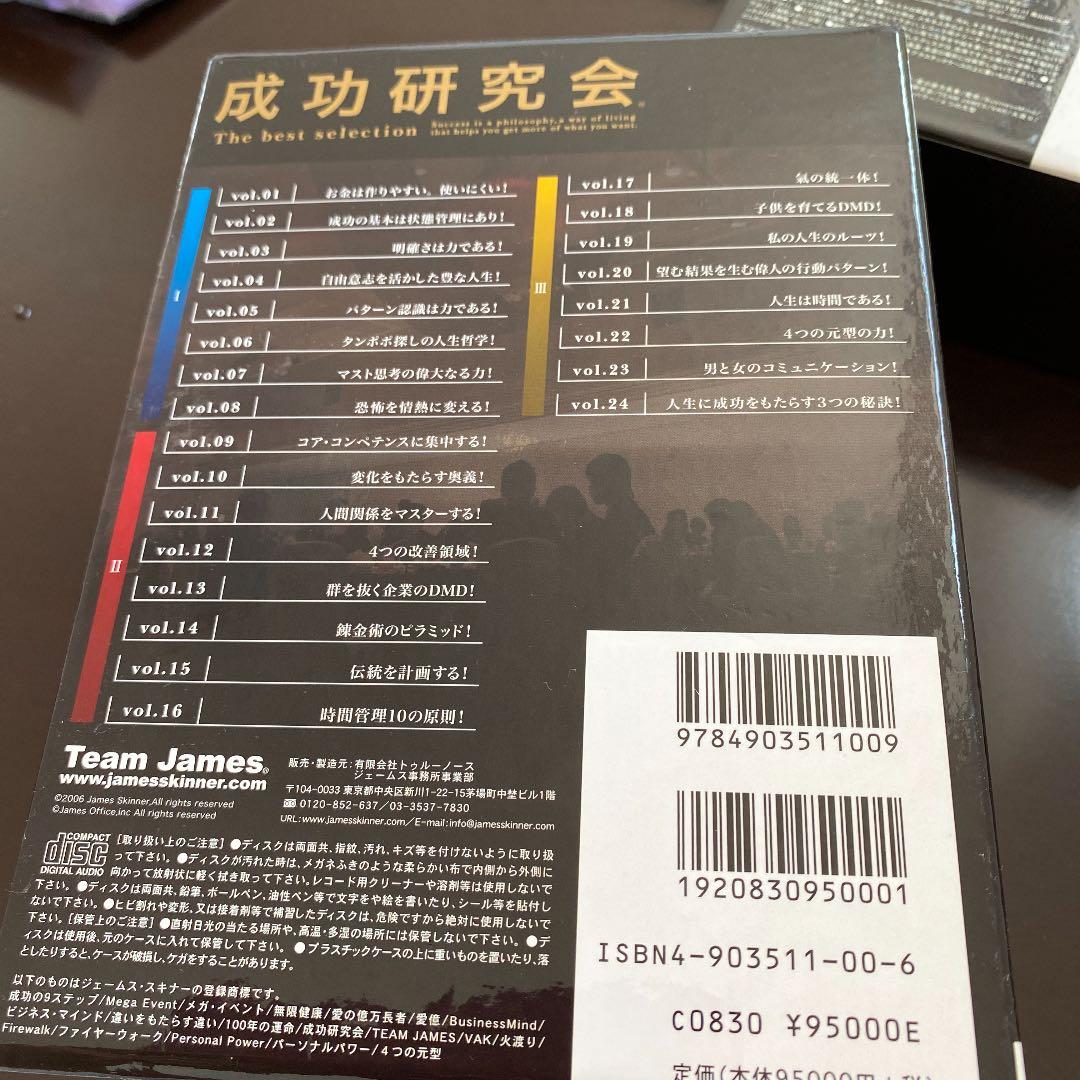 成功研究会®
The best selection
Success is a philosophy, a way of living
that helps you get more of what you want.
I
vol.01 お金は作りやすい。使いにくい!
vol.02 成功の基本は状態管理にあり!
vol.03 明確さは力である!
vol.04 自由意志を活かした豊な人生!
vol.05 パターン認識は力である!
vol.06 タンポポ探しの人生哲学!
vol.07 マスト思考の偉大なる力!
vol.08 恐怖を情熱に変える!
II
vol.09 コア・コンペテンスに集中する!
vol.10 変化をもたらす奥義!
vol.11 人間関係をマスターする!
vol.12 4つの改善領域!
vol.13 群を抜く企業のDMD!
vol.14 錬金術のピラミッド!
vol.15 伝統を計画する!
vol.16 時間管理10の原則!
III
vol.17 氣の統一体!
vol.18 子供を育てるDMD!
vol.19 私の人生のルーツ!
vol.20 望む結果を生む偉人の行動パターン!
vol.21 人生は時間である!
vol.22 4つの元型の力!
vol.23 男と女のコミュニケーション!
vol.24 人生に成功をもたらす3つの秘訣!
Team James®
www.jamesskinner.com
©2006 James Skinner,All rights reserved
©James Office,inc All rights reserved
販売・製造元:有限会社トゥルーノース
ジェームス事務所事業部
〒104-0033 東京都中央区新川1-22-15茅場町中埜ビル1階
0120-852-637/03-3537-7830
URL:www.jamesskinner.com/E-mail:info@jamesskinner.com
COMPACT
disc
DIGITAL AUDIO
[取り扱い上のご注意] ●ディスクは両面共、指紋、汚れ、キズ等を付けないように取り扱
って下さい。●ディスクが汚れた時は、メガネふきのような柔らかい布で内側から外側に
向かって放射状に軽く拭き取って下さい。レコード用クリーナーや溶剤等は使用しないで
下さい。●ディスクは両面共、鉛筆、ボールペン、油性ペン等で文字や絵を書いたり、シール等を貼付し
ないで下さい。●ヒビ割れや変形、又は接着剤等で補習したディスクは、危険ですから絶対に使用しない
で下さい。[保管上のご注意] ●直射日光の当たる場所や、高温・多湿の場所には保管しないで下さい。●デ
ィスクは使用後、元のケースに入れて保管して下さい。●プラスチックケースの上に重いものを置いたり、落
としたりすると、ケースが破損し、ケガをすることがあります。
以下のものはジェームス・スキナーの登録商標です。
成功の9ステップ/Mega Event/メガ・イベント/無限健康/愛の億万長者/愛億/BusinessMind/
ビジネス・マインド/違いをもたらす違い/100年の運命/成功研究会/TEAM JAMES/VAK/火渡り/
Firewalk/ファイヤーウォーク/Personal Power/パーソナルパワー/4つの元型
9784903511009
1920830950001
ISBN4-903511-00-6
C0830 ¥95000E
定価(本体95000円+税)